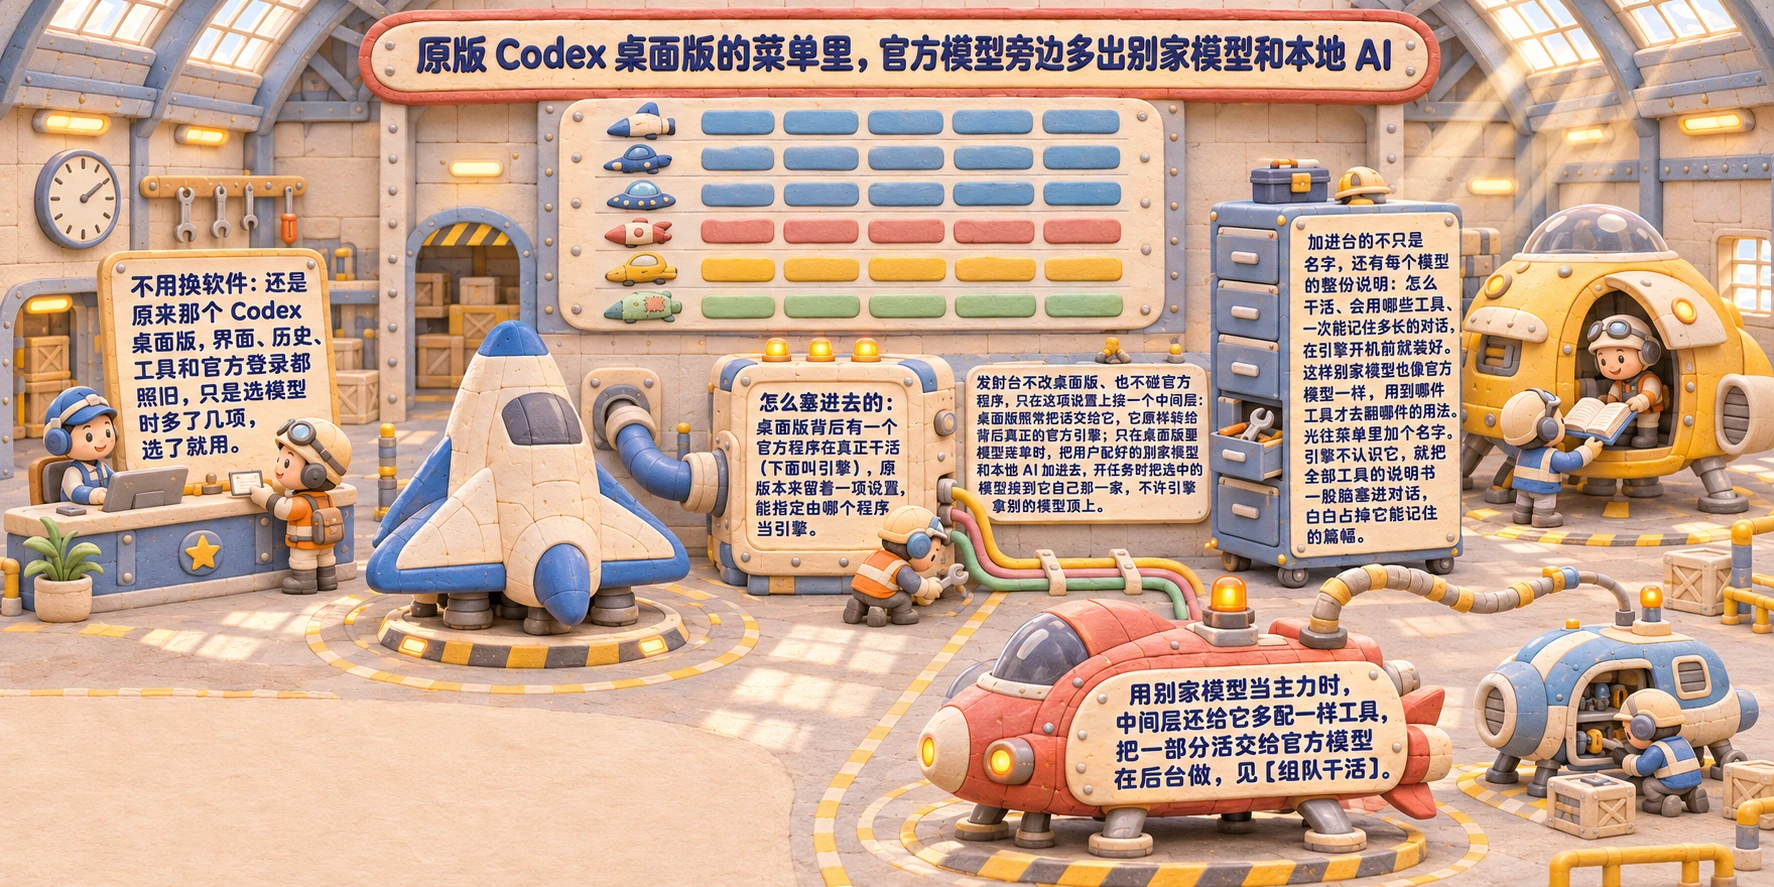 原版 Codex 桌面版的菜单里，官方模型旁边多出别家模型和本地 AI
不用换软件：还是
原来那个 Codex
桌面版，界面、历史、
工具和官方登录都
照旧，只是选模型
时多了几项，
选了就用。
怎么塞进去的：
桌面版背后有一个
官方程序在真正干活
（下面叫引擎），原
版本来留着一项设置，
能指定由哪个程序
当引擎。
发射台不改桌面版、也不碰官方
程序，只在这项设置上接一个中间层：
桌面版照常把话交给它，它原样转给
背后真正的官方引擎；只在桌面版要
模型菜单时，把用户配好的别家模型
和本地 AI 加进去，开任务时把选中的
模型接到它自己那一家，不许引擎
拿别的模型顶上。
加进台的不只是
名字，还有每个模型
的整份说明：怎么
干活、会用哪些工具、
一次能记住多长的对话，
在引擎开机前就装好。
这样别家模型也像官方
模型一样，用到哪件
工具才去翻哪件的用法。
光往菜单里加个名字。
引擎不认识它，就把
全部工具的说明书
一股脑塞进对话，
白白占掉它能记住
的篇幅。
用别家模型当主力时，
中间层还给它多配一样工具，
把一部分活交给官方模型
在后台做，见［组队干活］。